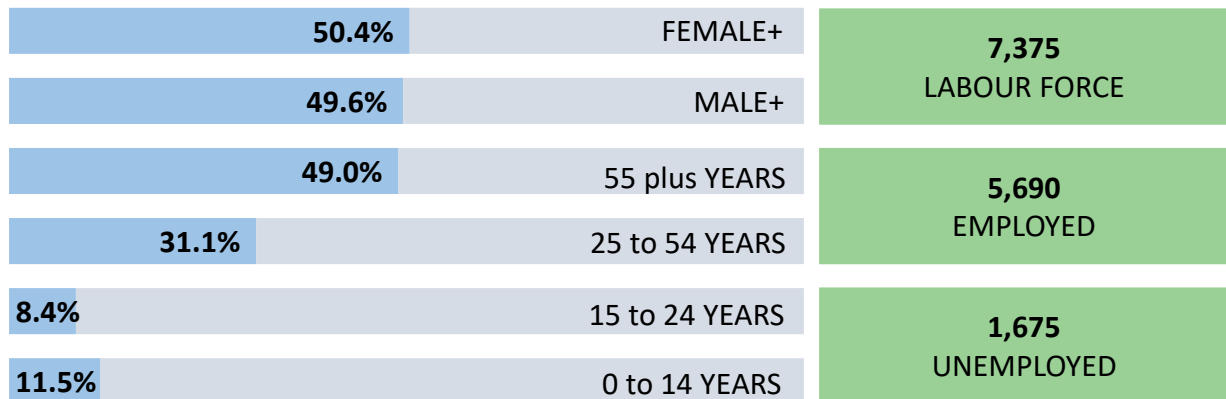 50.4% FEMALE+
49.6% MALE+
49.0% 55 plus YEARS
31.1% 25 to 54 YEARS
8.4% 15 to 24 YEARS
11.5% 0 to 14 YEARS
7,375
LABOUR FORCE
5,690
EMPLOYED
1,675
UNEMPLOYED